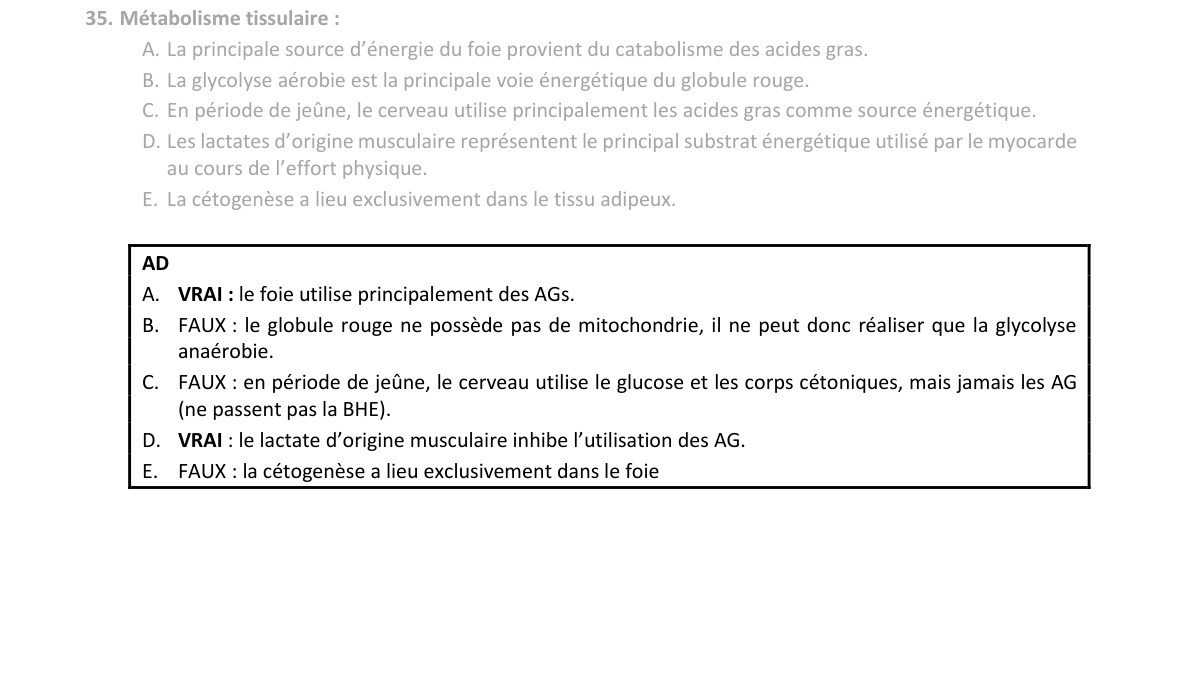 35. Métabolisme tissulaire :
A. La principale source d’énergie du foie provient du catabolisme des acides gras.
B. La glycolyse aérobie est la principale voie énergétique du globule rouge.
C. En période de jeûne, le cerveau utilise principalement les acides gras comme source énergétique.
D. Les lactates d’origine musculaire représentent le principal substrat énergétique utilisé par le myocarde
au cours de l’effort physique.
E. La cétogenèse a lieu exclusivement dans le tissu adipeux.
AD
A. VRAI : le foie utilise principalement des AGs.
B. FAUX : le globule rouge ne possède pas de mitochondrie, il ne peut donc réaliser que la glycolyse
anaérobie.
C. FAUX : en période de jeûne, le cerveau utilise le glucose et les corps cétoniques, mais jamais les AG
(ne passent pas la BHE).
D. VRAI : le lactate d’origine musculaire inhibe l’utilisation des AG.
E. FAUX : la cétogenèse a lieu exclusivement dans le foie